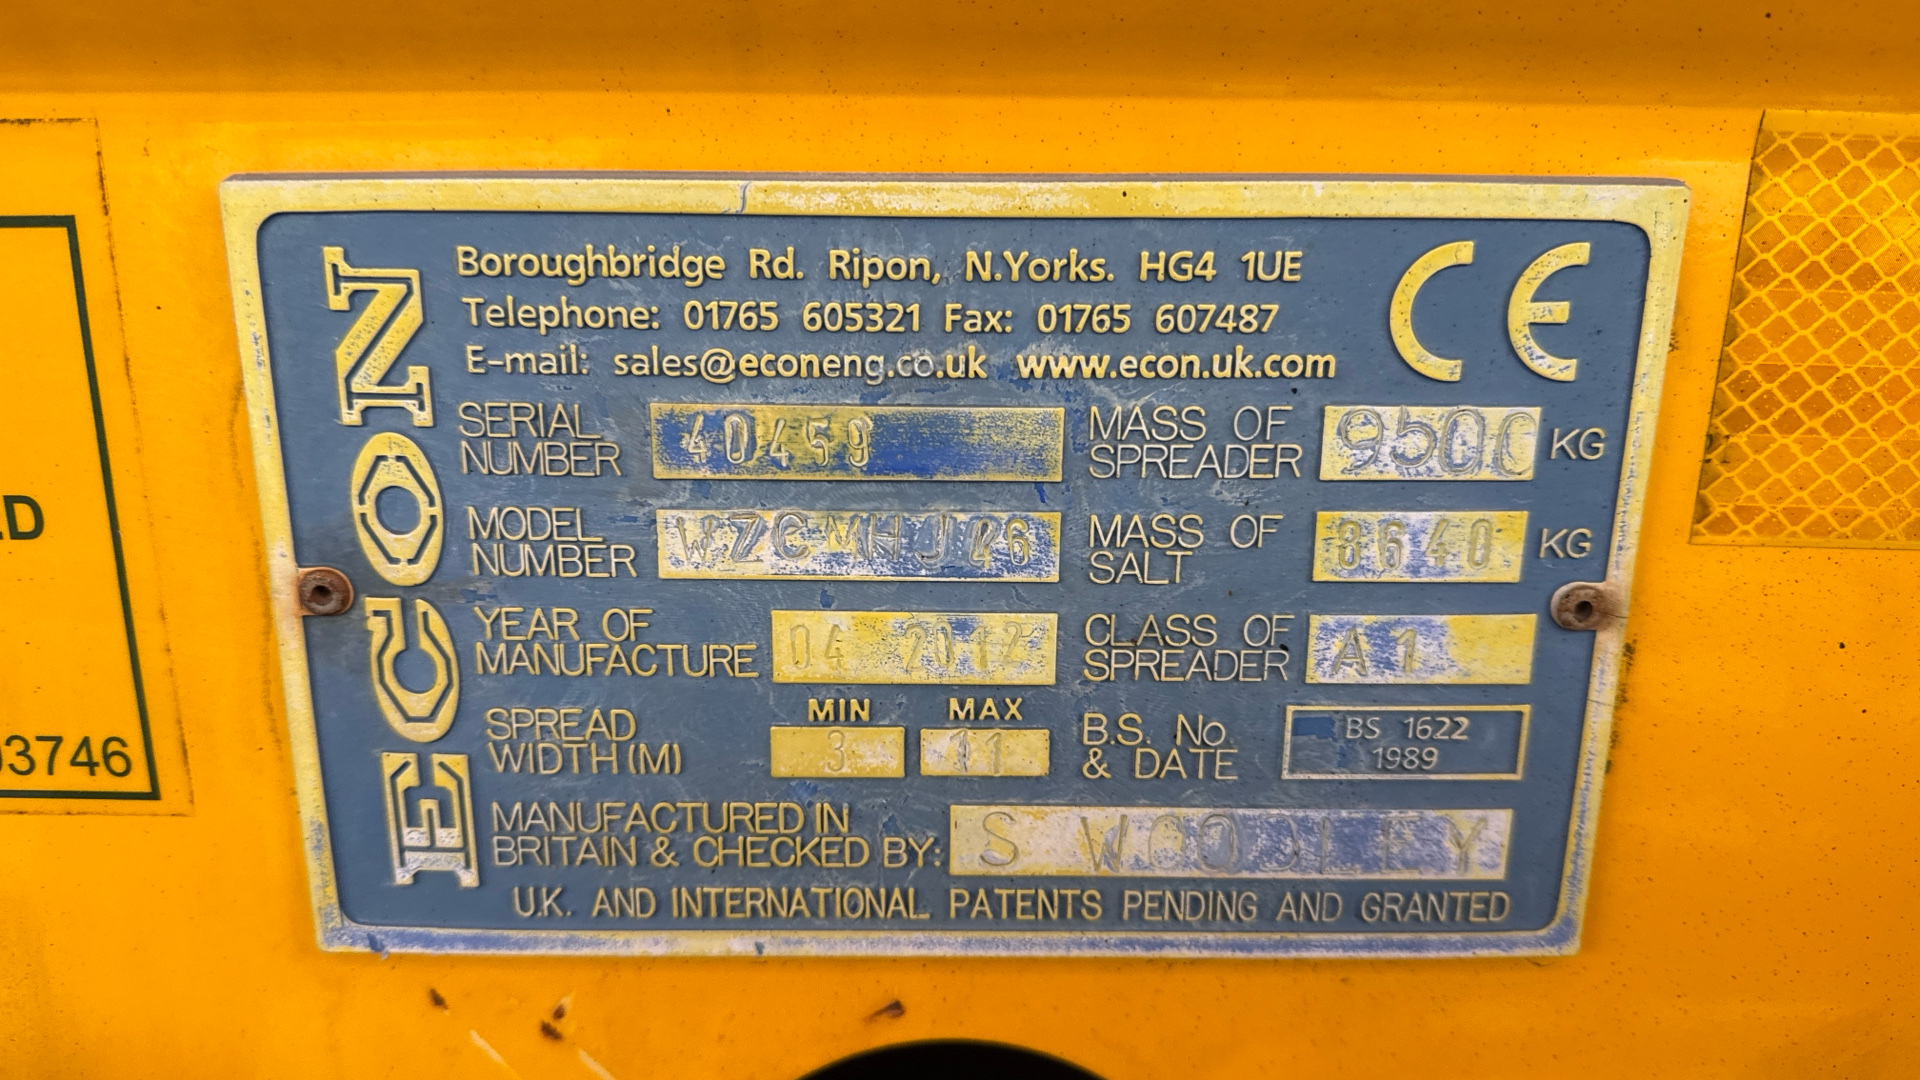 ECON
Boroughbridge Rd. Ripon, N.Yorks. HG4 1UE
Telephone: 01765 605321 Fax: 01765 607487
E-mail: sales@econeng.co.uk www.econ.uk.com
CE
SERIAL NUMBER 40459
MASS OF SPREADER 9500 KG
MODEL NUMBER
MASS OF SALT 8640 KG
YEAR OF MANUFACTURE 04 2012
CLASS OF SPREADER A1
SPREAD WIDTH (M) MIN 3 MAX 11
B.S. No. & DATE BS 1622 1989
MANUFACTURED IN BRITAIN & CHECKED BY: S WOODLEY
U.K. AND INTERNATIONAL PATENTS PENDING AND GRANTED
3746